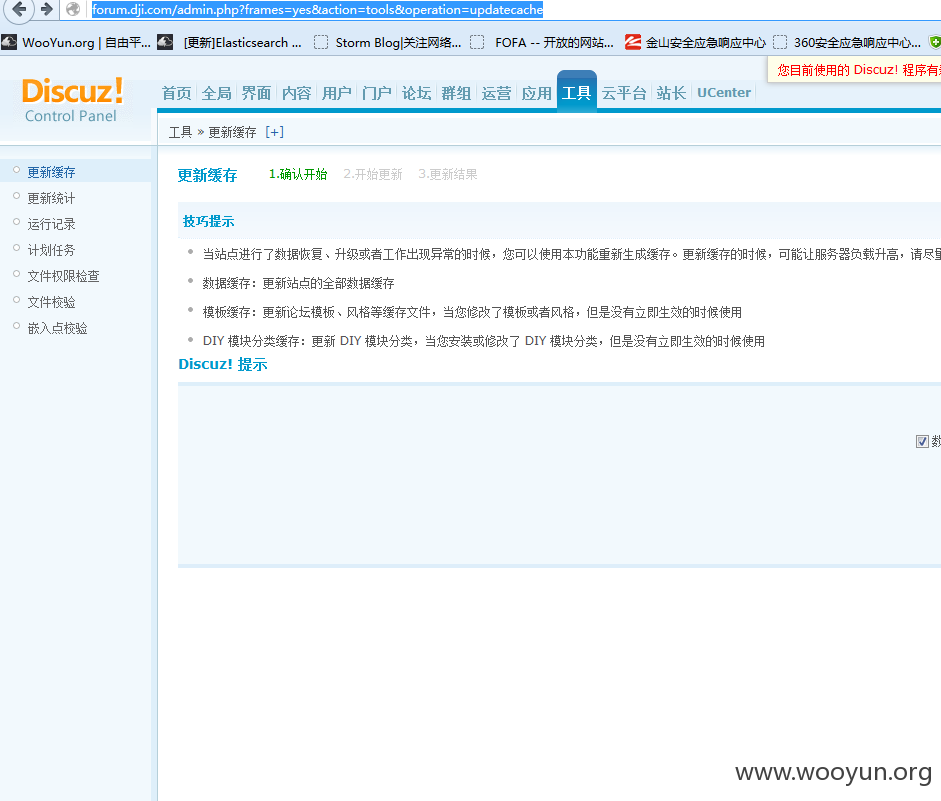 forum.dji.com/admin.php?frames=yes&action=tools&operation=updatecache
WooYun.org | 自由平... [更新]Elasticsearch ... Storm Blog|关注网络... FOFA -- 开放的网站... 金山安全应急响应中心 360安全应急响应中心...
您目前使用的 Discuz! 程序有
Discuz!
Control Panel
首页 全局 界面 内容 用户 门户 论坛 群组 运营 应用 工具 云平台 站长 UCenter
工具 » 更新缓存 [+]
更新缓存
更新统计
运行记录
计划任务
文件权限检查
文件校验
嵌入点校验
更新缓存 1.确认开始 2.开始更新 3.更新结果
技巧提示
当站点进行了数据恢复、升级或者工作出现异常的时候，您可以使用本功能重新生成缓存。更新缓存的时候，可能让服务器负载升高，请尽量
数据缓存：更新站点的全部数据缓存
模板缓存：更新论坛模板、风格等缓存文件，当您修改了模板或者风格，但是没有立即生效的时候使用
DIY 模块分类缓存：更新 DIY 模块分类，当您安装或修改了 DIY 模块分类，但是没有立即生效的时候使用
Discuz! 提示
数
www.wooyun.org